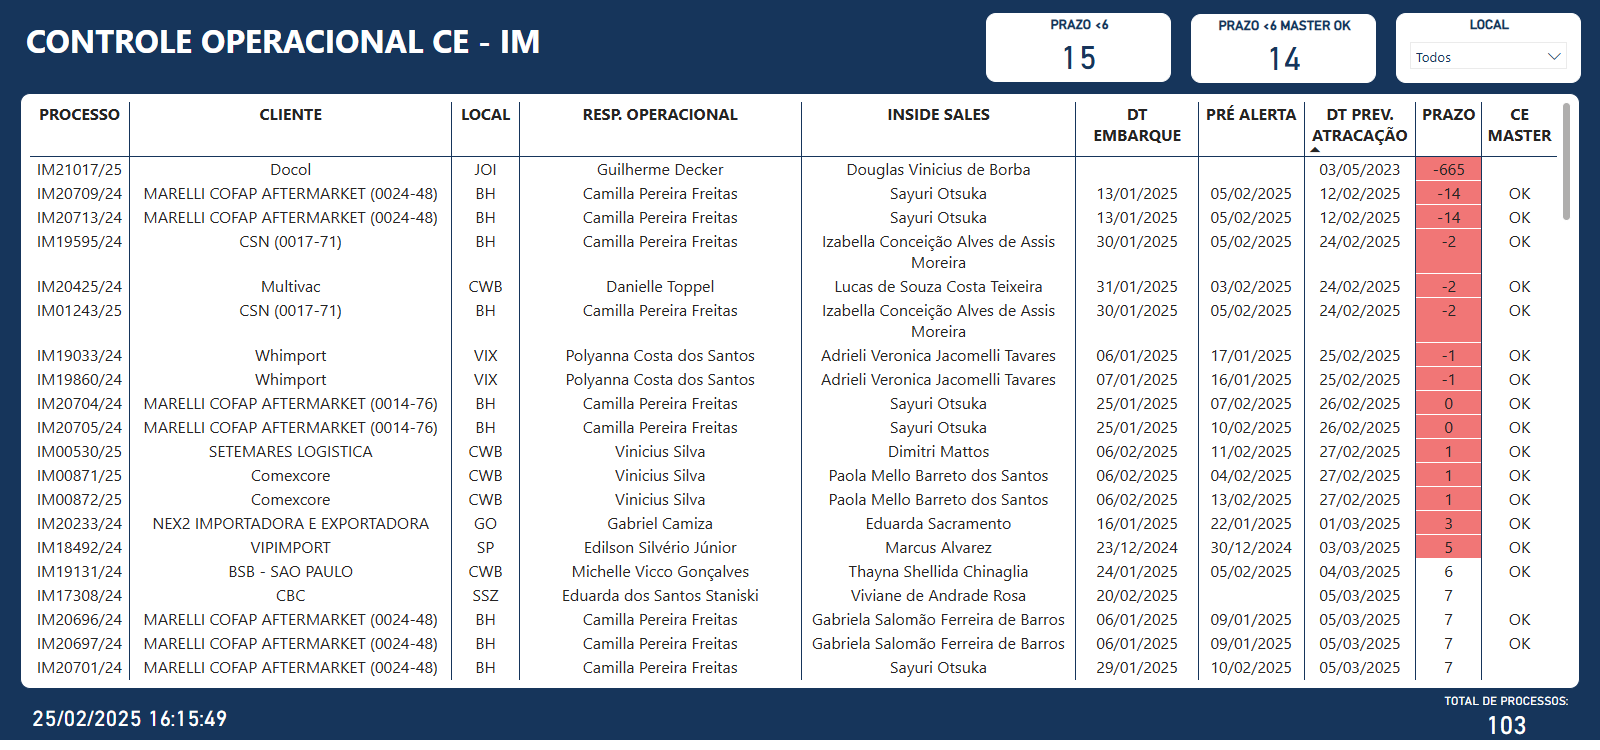 CONTROLE OPERACIONAL CE - IM
PRAZO <6
15
PRAZO <6 MASTER OK
14
LOCAL
Todos
PROCESSO CLIENTE LOCAL RESP. OPERACIONAL INSIDE SALES DT EMBARQUE PRÉ ALERTA DT PREV. ATRACAÇÃO PRAZO CE MASTER
IM21017/25 Docol JOI Guilherme Decker Douglas Vinicius de Borba 03/05/2023 -665
IM20709/24 MARELLI COFAP AFTERMARKET (0024-48) BH Camilla Pereira Freitas Sayuri Otsuka 13/01/2025 05/02/2025 12/02/2025 -14 OK
IM20713/24 MARELLI COFAP AFTERMARKET (0024-48) BH Camilla Pereira Freitas Sayuri Otsuka 13/01/2025 05/02/2025 12/02/2025 -14 OK
IM19595/24 CSN (0017-71) BH Camilla Pereira Freitas Izabella Conceição Alves de Assis Moreira 30/01/2025 05/02/2025 24/02/2025 -2 OK
IM20425/24 Multivac CWB Danielle Toppel Lucas de Souza Costa Teixeira 31/01/2025 03/02/2025 24/02/2025 -2 OK
IM01243/25 CSN (0017-71) BH Camilla Pereira Freitas Izabella Conceição Alves de Assis Moreira 30/01/2025 05/02/2025 24/02/2025 -2 OK
IM19033/24 Whimport VIX Polyanna Costa dos Santos Adrieli Veronica Jacomelli Tavares 06/01/2025 17/01/2025 25/02/2025 -1 OK
IM19860/24 Whimport VIX Polyanna Costa dos Santos Adrieli Veronica Jacomelli Tavares 07/01/2025 16/01/2025 25/02/2025 -1 OK
IM20704/24 MARELLI COFAP AFTERMARKET (0014-76) BH Camilla Pereira Freitas Sayuri Otsuka 25/01/2025 07/02/2025 26/02/2025 0 OK
IM20705/24 MARELLI COFAP AFTERMARKET (0014-76) BH Camilla Pereira Freitas Sayuri Otsuka 25/01/2025 10/02/2025 26/02/2025 0 OK
IM00530/25 SETEMARES LOGISTICA CWB Vinicius Silva Dimitri Mattos 06/02/2025 11/02/2025 27/02/2025 1 OK
IM00871/25 Comexcore CWB Vinicius Silva Paola Mello Barreto dos Santos 06/02/2025 04/02/2025 27/02/2025 1 OK
IM00872/25 Comexcore CWB Vinicius Silva Paola Mello Barreto dos Santos 06/02/2025 13/02/2025 27/02/2025 1 OK
IM20233/24 NEX2 IMPORTADORA E EXPORTADORA GO Gabriel Camiza Eduarda Sacramento 16/01/2025 22/01/2025 01/03/2025 3 OK
IM18492/24 VIPIMPORT SP Edilson Silvério Júnior Marcus Alvarez 23/12/2024 30/12/2024 03/03/2025 5 OK
IM19131/24 BSB - SAO PAULO CWB Michelle Vicco Gonçalves Thayna Shellida Chinaglia 24/01/2025 05/02/2025 04/03/2025 6 OK
IM17308/24 CBC SSZ Eduarda dos Santos Staniski Viviane de Andrade Rosa 20/02/2025 05/03/2025 7
IM20696/24 MARELLI COFAP AFTERMARKET (0024-48) BH Camilla Pereira Freitas Gabriela Salomão Ferreira de Barros 06/01/2025 09/01/2025 05/03/2025 7 OK
IM20697/24 MARELLI COFAP AFTERMARKET (0024-48) BH Camilla Pereira Freitas Gabriela Salomão Ferreira de Barros 06/01/2025 09/01/2025 05/03/2025 7 OK
IM20701/24 MARELLI COFAP AFTERMARKET (0024-48) BH Camilla Pereira Freitas Sayuri Otsuka 29/01/2025 10/02/2025 05/03/2025 7
25/02/2025 16:15:49
TOTAL DE PROCESSOS:
103